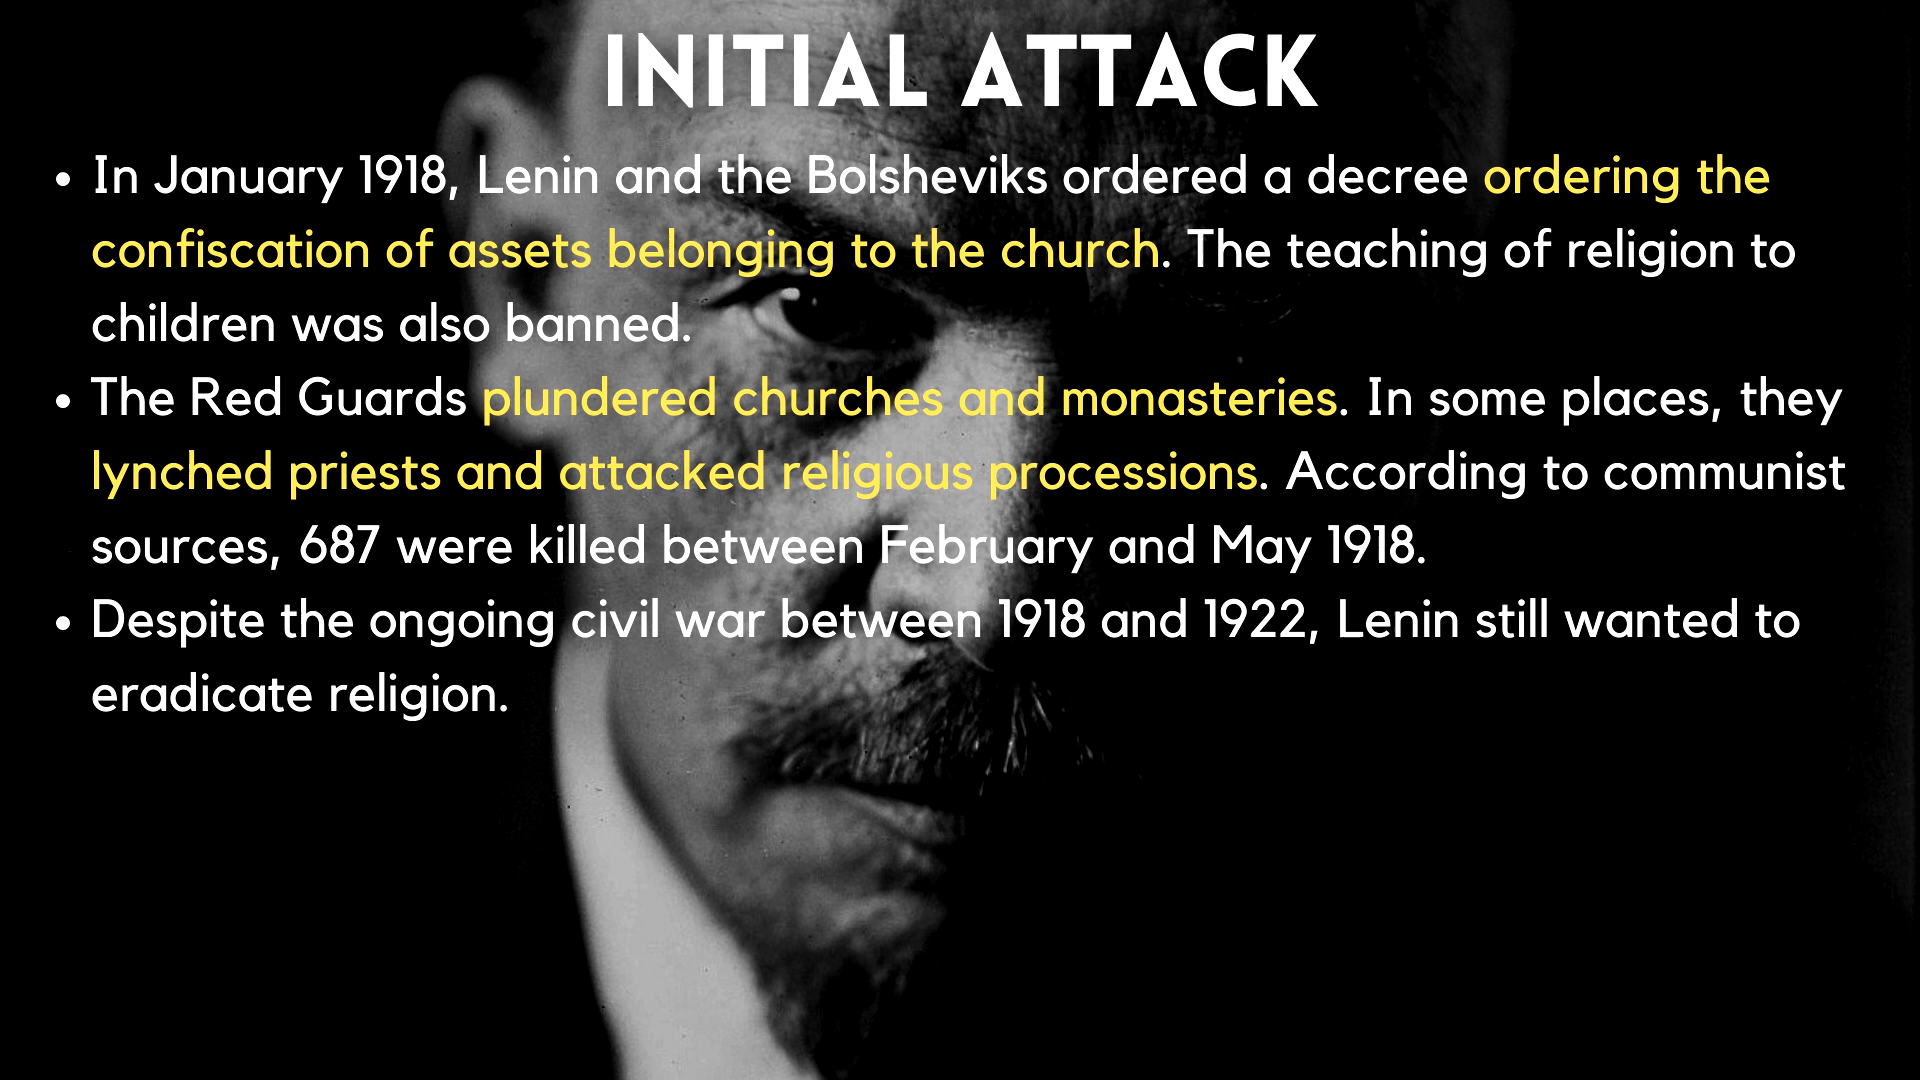 INITIAL ATTACK
• In January 1918, Lenin and the Bolsheviks ordered a decree ordering the
confiscation of assets belonging to the church. The teaching of religion to
children was also banned.
• The Red Guards plundered churches and monasteries. In some places, they
lynched priests and attacked religious processions. According to communist
sources, 687 were killed between February and May 1918.
• Despite the ongoing civil war between 1918 and 1922, Lenin still wanted to
eradicate religion.